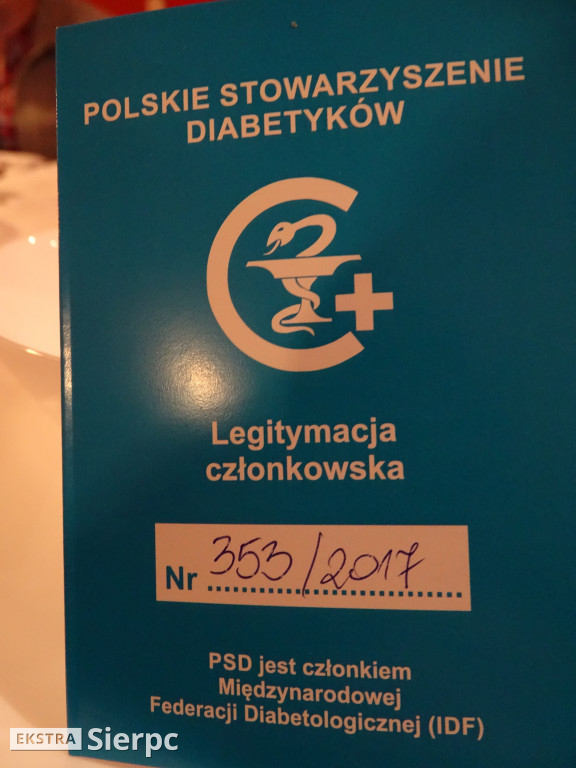 POLSKIE STOWARZYSZENIE
DIABETYKÓW
Legitymacja
członkowska
Nr 353/2017
PSD jest członkiem
Międzynarodowej
Federacji Diabetologicznej (IDF)
EKSTRA Sierpc